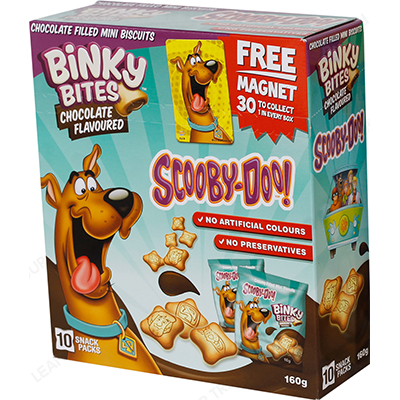 CHOCOLATE FILLED MINI BISCUITS
BiNKY
BiTES
CHOCOLATE
FLAVOURED
FREE
MAGNET
30 TO COLLECT
1 IN EVERY BOX
SCOOBY-DOO!
NO ARTIFICIAL COLOURS
NO PRESERVATIVES
SCOOBY-DOO!
BiNKY
BiTES
10 SNACK
PACKS
160g
CHOCOLATE FILLED MINI BISCUITS
BiNKY
BiTES
CHOCOLATE
FLAVOURED
SCOOBY-DOO!
10 SNACK
PACKS
160g